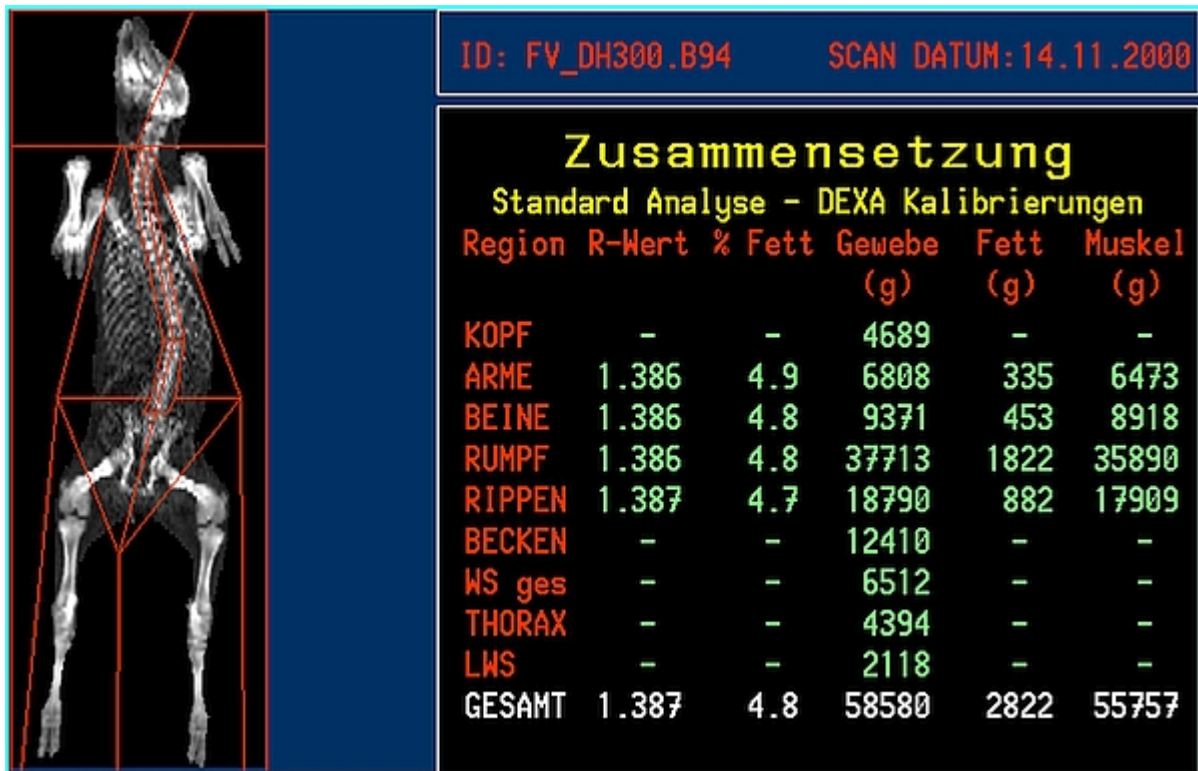 ID: FV_DH300.B94 SCAN DATUM:14.11.2000
Zusammensetzung
Standard Analyse - DEXA Kalibrierungen
Region R-Wert % Fett Gewebe Fett Muskel
(g) (g) (g)
KOPF - - 4689 - -
ARME 1.386 4.9 6808 335 6473
BEINE 1.386 4.8 9371 453 8918
RUMPF 1.386 4.8 37713 1822 35890
RIPPEN 1.387 4.7 18790 882 17909
BECKEN - - 12410 - -
WS ges - - 6512 - -
THORAX - - 4394 - -
LWS - - 2118 - -
GESAMT 1.387 4.8 58580 2822 55757